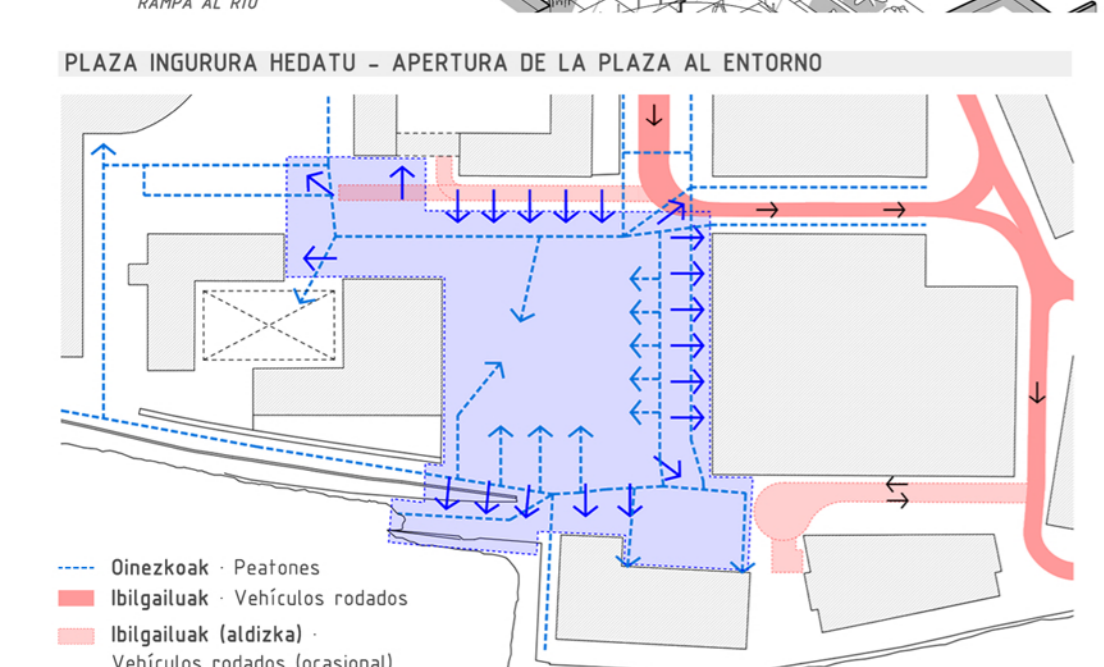 RAMPA AL RÍO
PLAZA INGURURA HEDATU - APERTURA DE LA PLAZA AL ENTORNO
Oinezkoak · Peatones
Ibilgailuak · Vehículos rodados
Ibilgailuak (aldizka) ·
Vehículos rodados (ocasional)